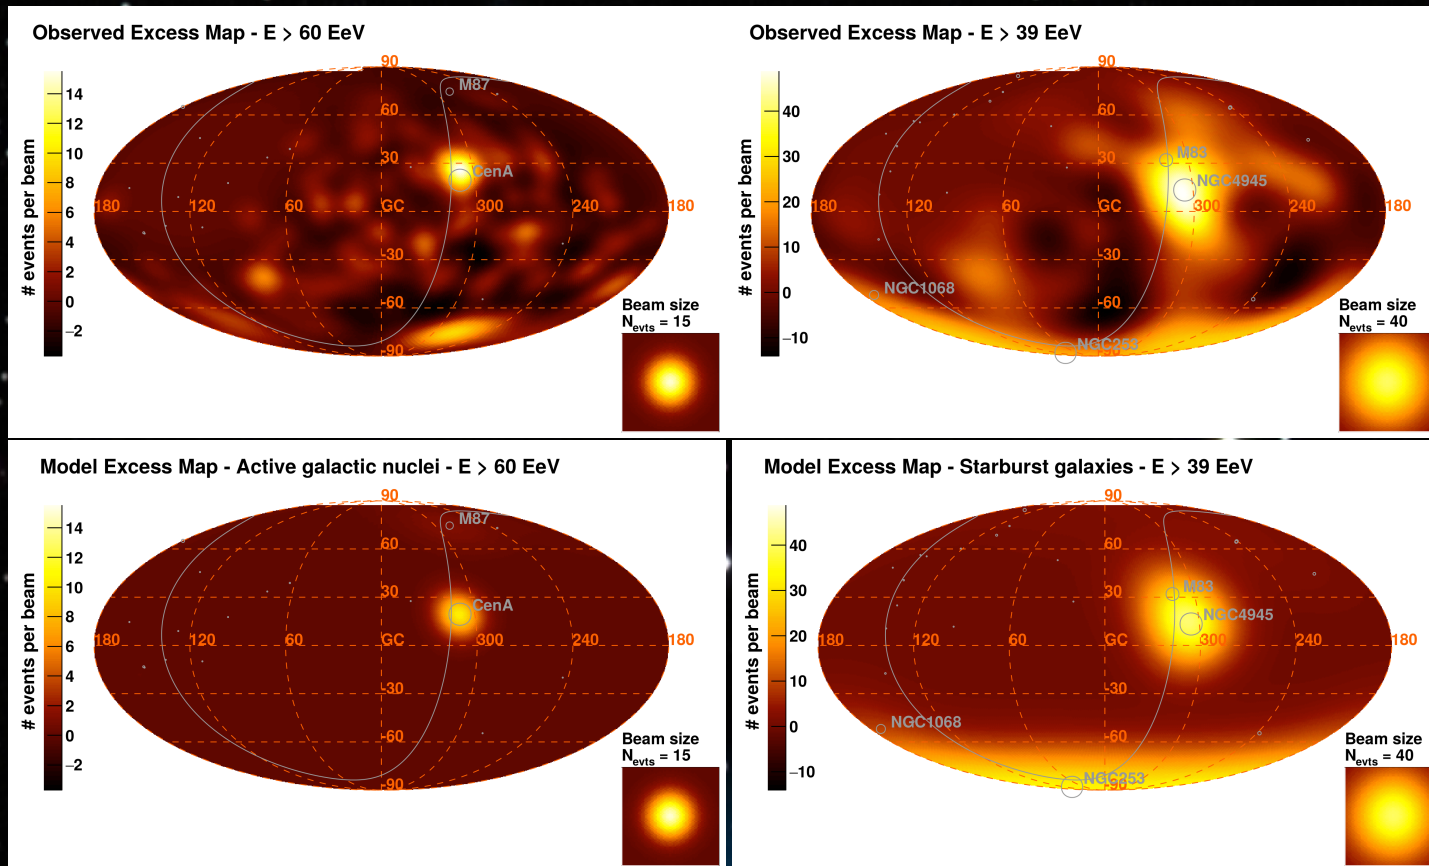 Observed Excess Map - E > 60 EeV
# events per beam
14
12
10
8
6
4
2
0
−2
90
60
30
-30
-60
-90
180
120
60
GC
300
240
180
M87
CenA
Beam size
Nevts = 15
Observed Excess Map - E > 39 EeV
# events per beam
40
30
20
10
0
−10
90
60
30
-30
-60
-90
180
120
60
GC
300
240
180
M83
NGC4945
NGC1068
NGC253
Beam size
Nevts = 40
Model Excess Map - Active galactic nuclei - E > 60 EeV
# events per beam
14
12
10
8
6
4
2
0
−2
90
60
30
-30
-60
-90
180
120
60
GC
300
240
180
M87
CenA
Beam size
Nevts = 15
Model Excess Map - Starburst galaxies - E > 39 EeV
# events per beam
40
30
20
10
0
−10
90
60
30
-30
-60
-90
180
120
60
GC
300
240
180
M83
NGC4945
NGC1068
NGC253
Beam size
Nevts = 40